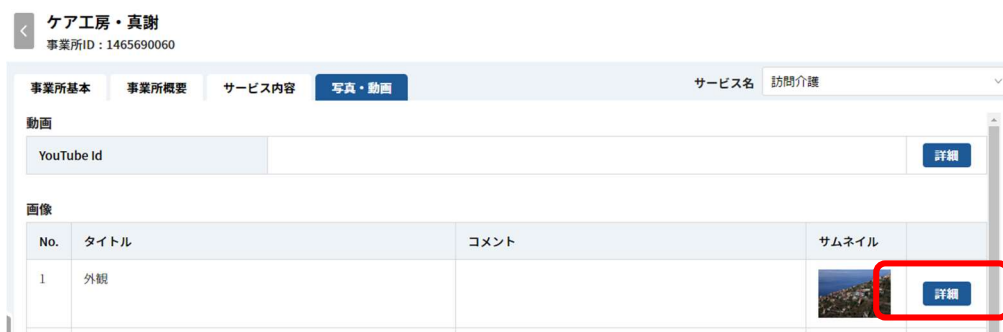 ケア工房・真謝
事業所ID：1465690060
事業所基本 事業所概要 サービス内容 写真・動画 サービス名 訪問介護
動画
YouTube Id 詳細
画像
No. タイトル コメント サムネイル
1 外観 詳細